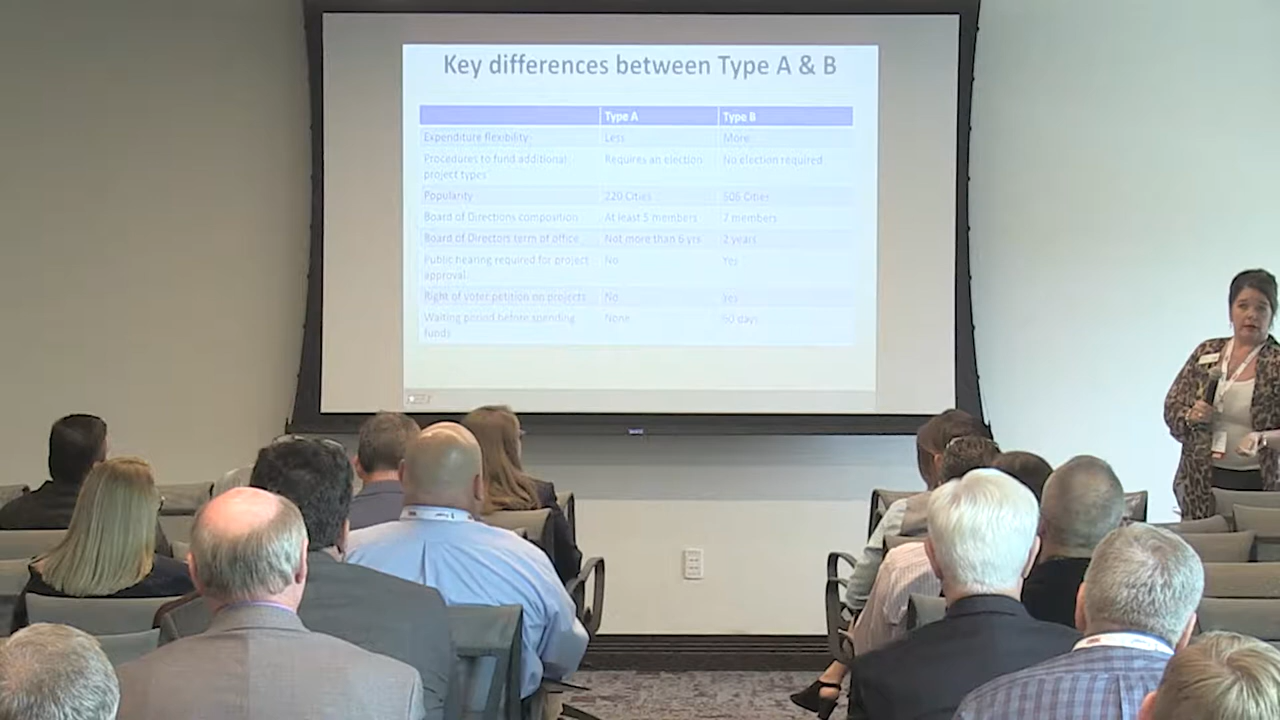 Key differences between Type A & B
Type A Type B
Expenditure flexibility Less More
Procedures to fund additional Requires an election No election required
project types
Popularity 220 Cities 506 Cities
Board of Directions composition At least 5 members 7 members
Board of Directors term of office Not more than 6 yrs 2 years
Public hearing required for project No Yes
approval
Right of voter petition on projects No Yes
Waiting period before spending None 60 days
funds